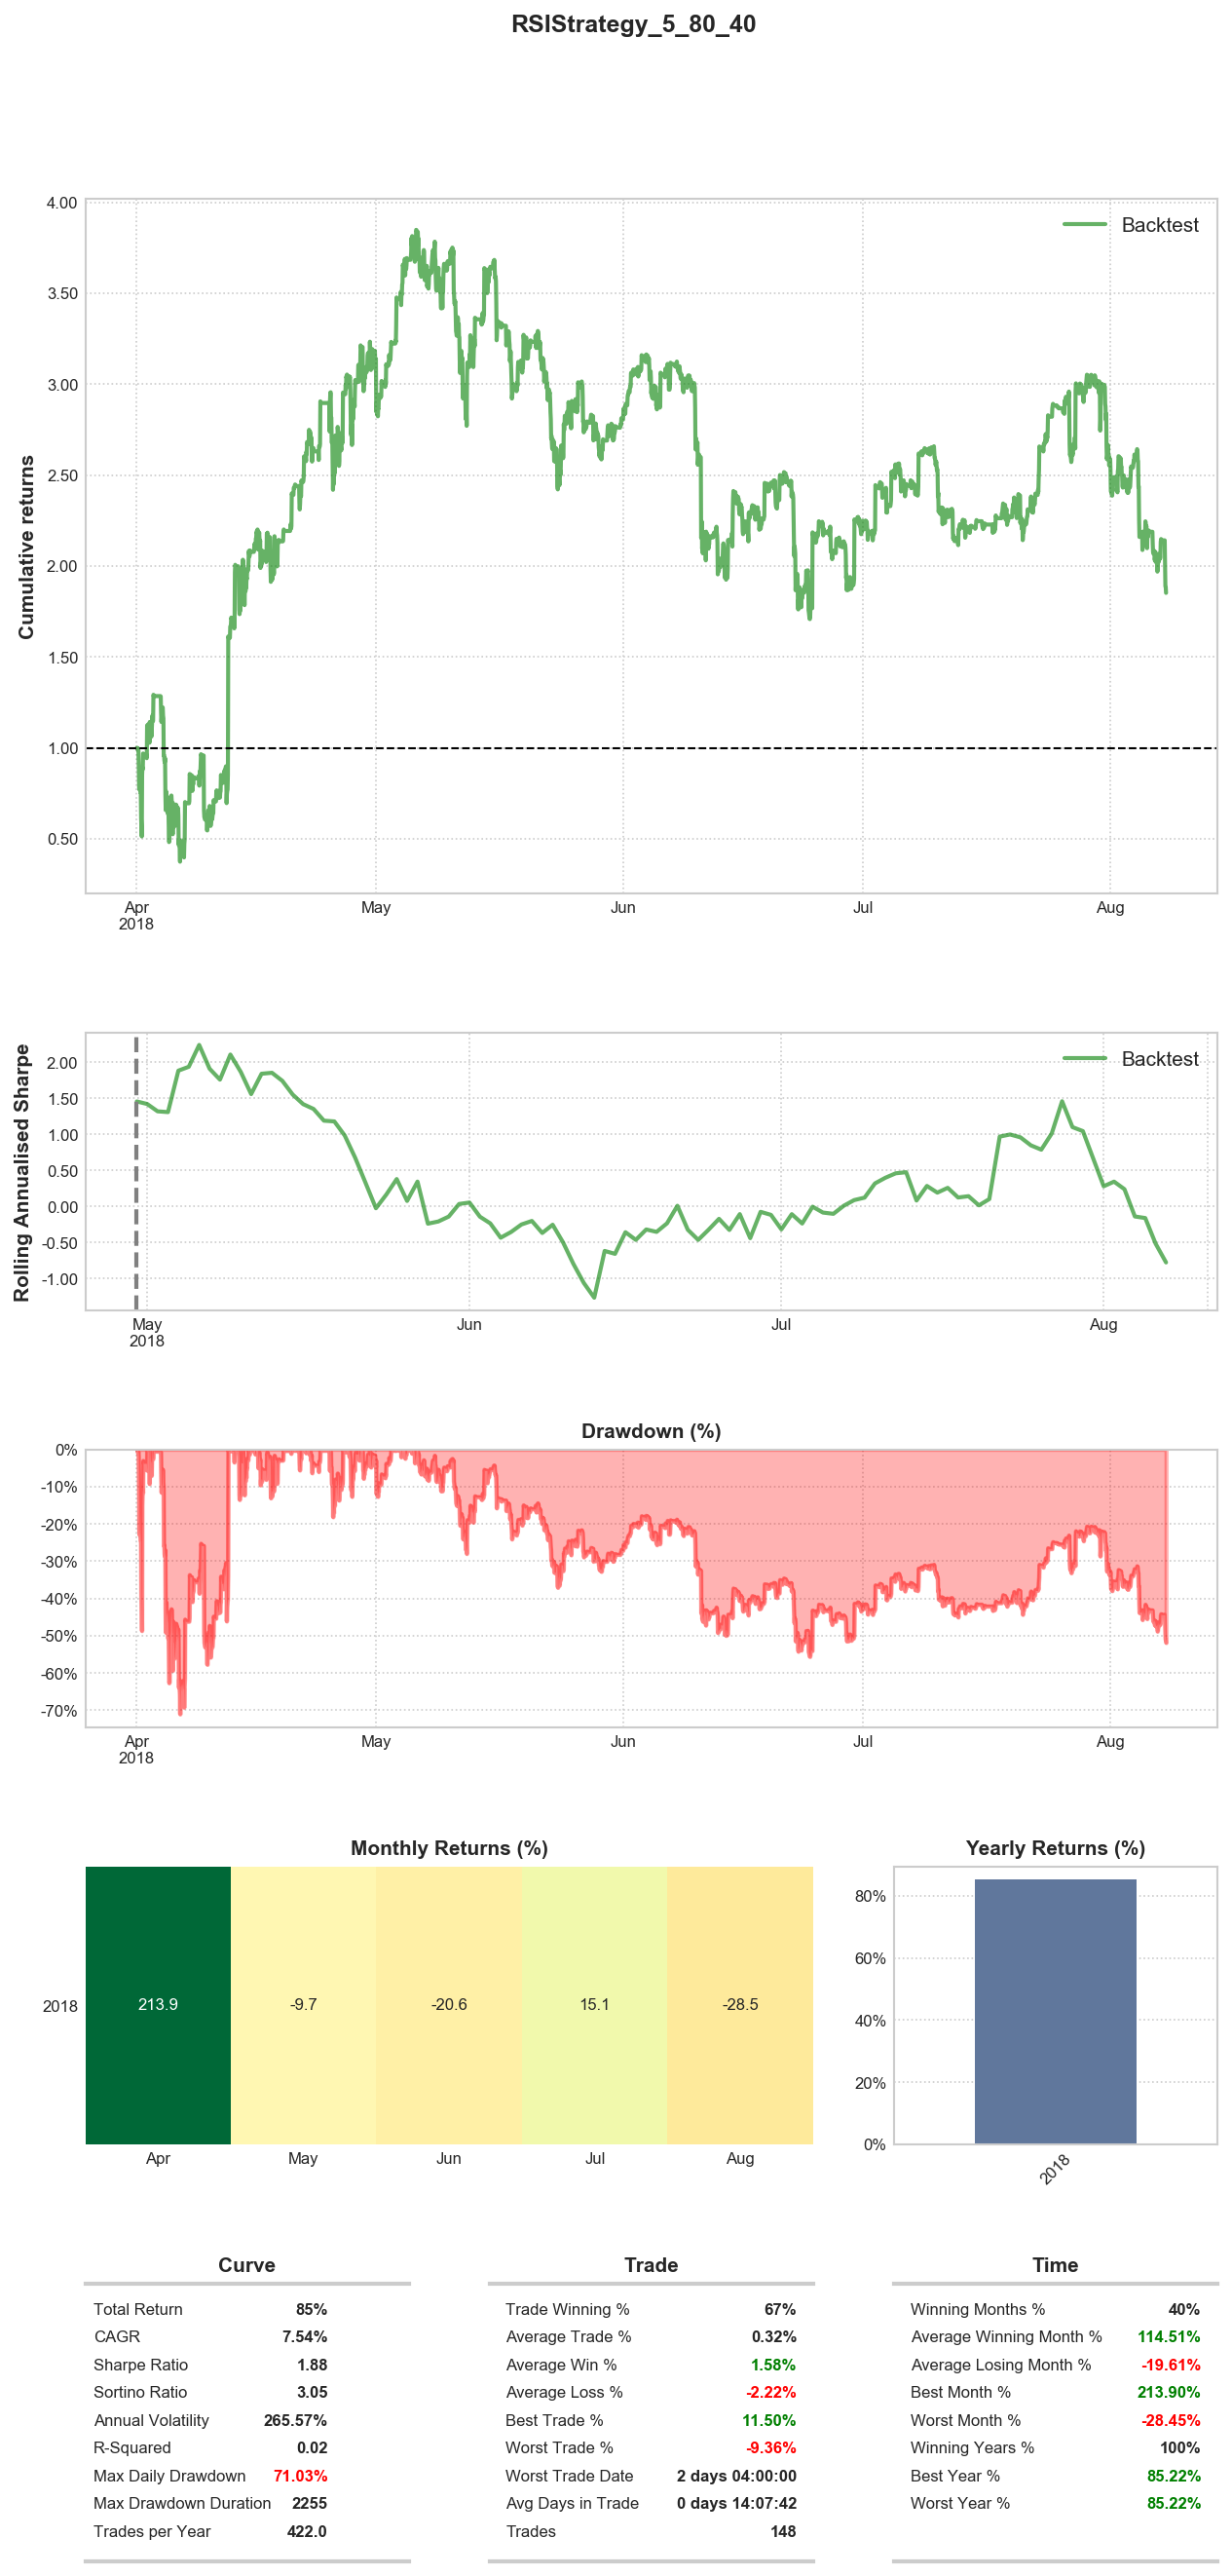 RSIStrategy_5_80_40
4.00
3.50
3.00
2.50
2.00
1.50
1.00
0.50
Cumulative returns
Backtest
Apr May Jun Jul Aug
2018
Rolling Annualised Sharpe
2.00
1.50
1.00
0.50
0.00
-0.50
-1.00
Backtest
May Jun Jul Aug
2018
Drawdown (%)
0%
-10%
-20%
-30%
-40%
-50%
-60%
-70%
Apr May Jun Jul Aug
2018
Monthly Returns (%)
2018 213.9 -9.7 -20.6 15.1 -28.5
Apr May Jun Jul Aug
Yearly Returns (%)
80%
60%
40%
20%
0%
2018
Curve
Total Return 85%
CAGR 7.54%
Sharpe Ratio 1.88
Sortino Ratio 3.05
Annual Volatility 265.57%
R-Squared 0.02
Max Daily Drawdown 71.03%
Max Drawdown Duration 2255
Trades per Year 422.0
Trade
Trade Winning % 67%
Average Trade % 0.32%
Average Win % 1.58%
Average Loss % -2.22%
Best Trade % 11.50%
Worst Trade % -9.36%
Worst Trade Date 2 days 04:00:00
Avg Days in Trade 0 days 14:07:42
Trades 148
Time
Winning Months % 40%
Average Winning Month % 114.51%
Average Losing Month % -19.61%
Best Month % 213.90%
Worst Month % -28.45%
Winning Years % 100%
Best Year % 85.22%
Worst Year % 85.22%